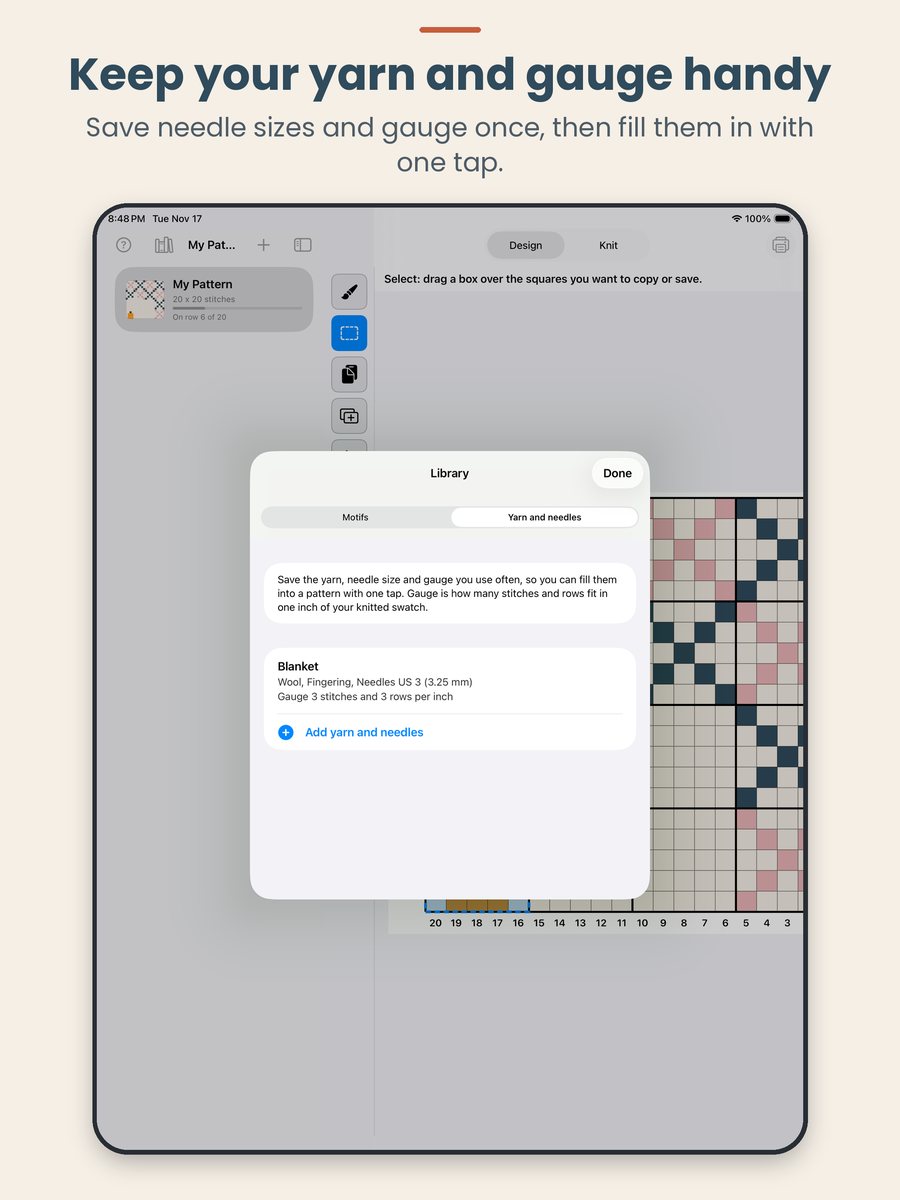 Keep your yarn and gauge handy
Save needle sizes and gauge once, then fill them in with
one tap.
8:48 PM Tue Nov 17
100%
?
My Pat...
Design
Knit
My Pattern
20 x 20 stitches
On row 6 of 20
Select: drag a box over the squares you want to copy or save.
Library
Done
Motifs
Yarn and needles
Save the yarn, needle size and gauge you use often, so you can fill them
into a pattern with one tap. Gauge is how many stitches and rows fit in
one inch of your knitted swatch.
Blanket
Wool, Fingering, Needles US 3 (3.25 mm)
Gauge 3 stitches and 3 rows per inch
Add yarn and needles
20 19 18 17 16 15 14 13 12 11 10 9 8 7 6 5 4 3